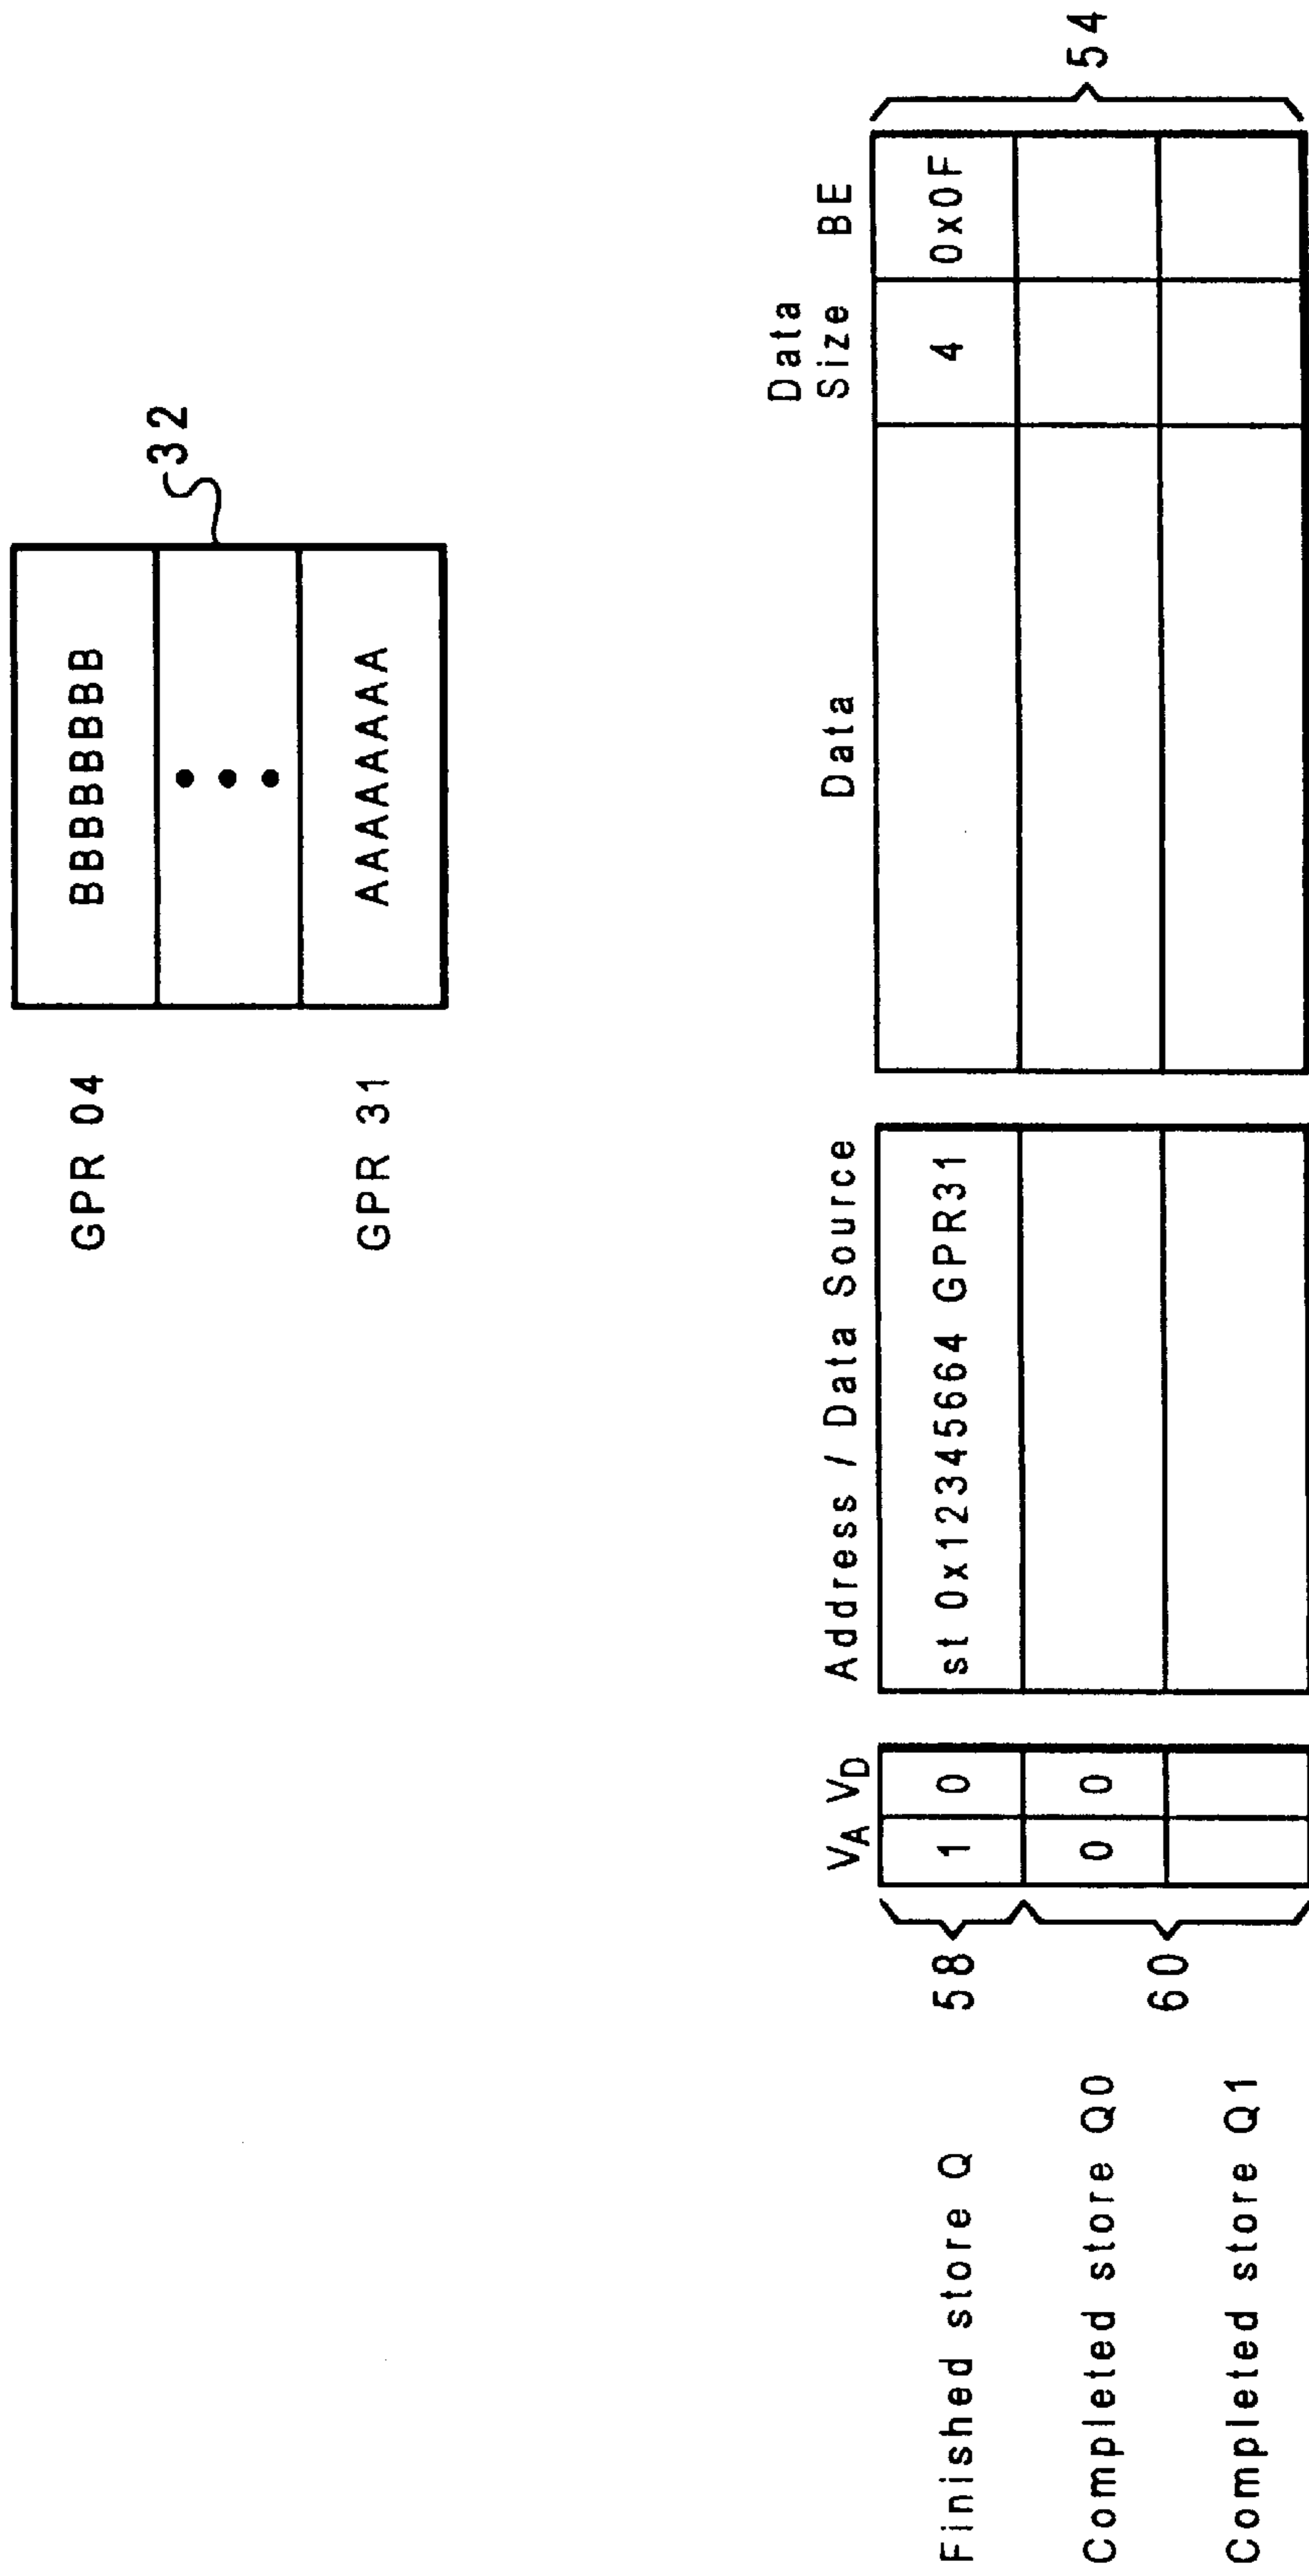 GPR 04
BBBBBBBB
32
GPR 31
AAAAAAAA
VA VD
Address / Data Source
Data
Data
Size
BE
Finished store Q
58
1 0
st 0x12345664 GPR31
4
0x0F
54
Completed store Q0
0 0
60
Completed store Q1